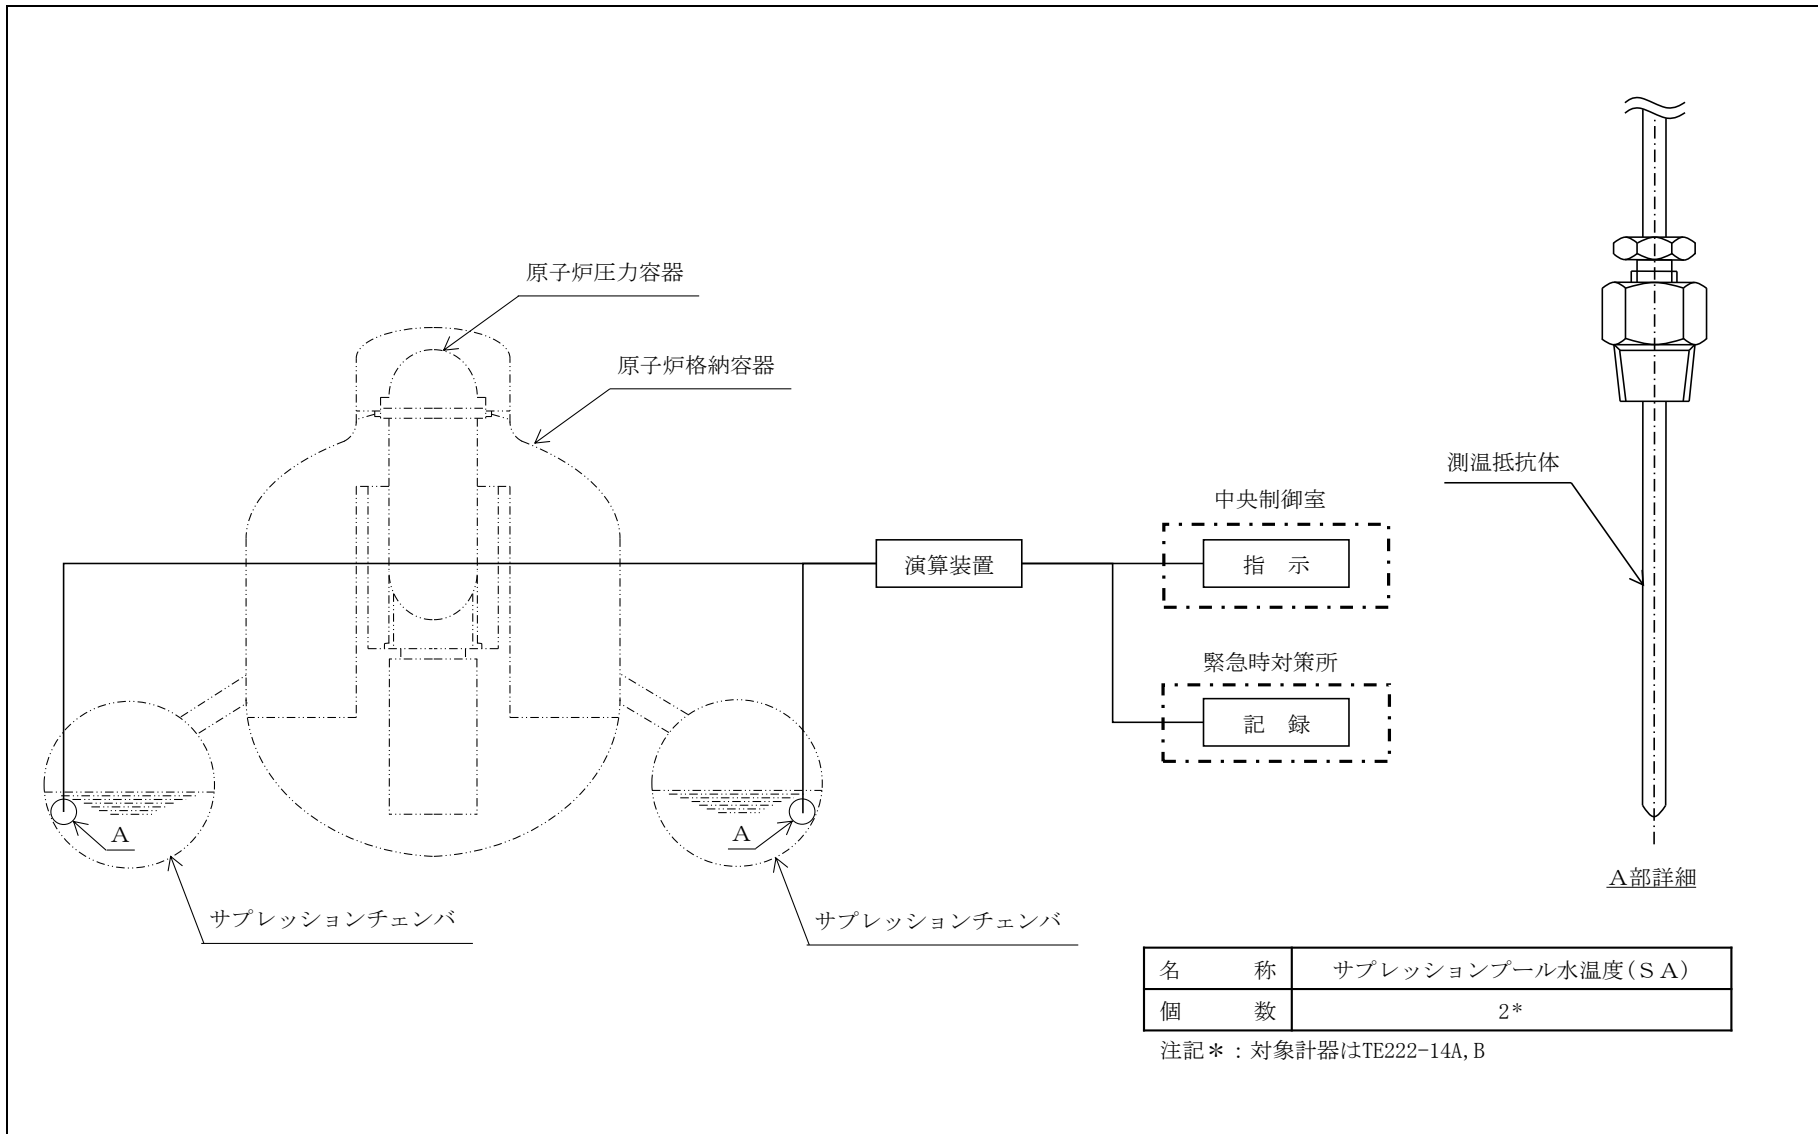 原子炉圧力容器
原子炉格納容器
測温抵抗体
中央制御室
演算装置
指 示
緊急時対策所
記 録
A
A
A部詳細
サプレッションチェンバ
サプレッションチェンバ
名 称 サプレッションプール水温度(SA)
個 数 2*
注記*:対象計器はTE222-14A,B